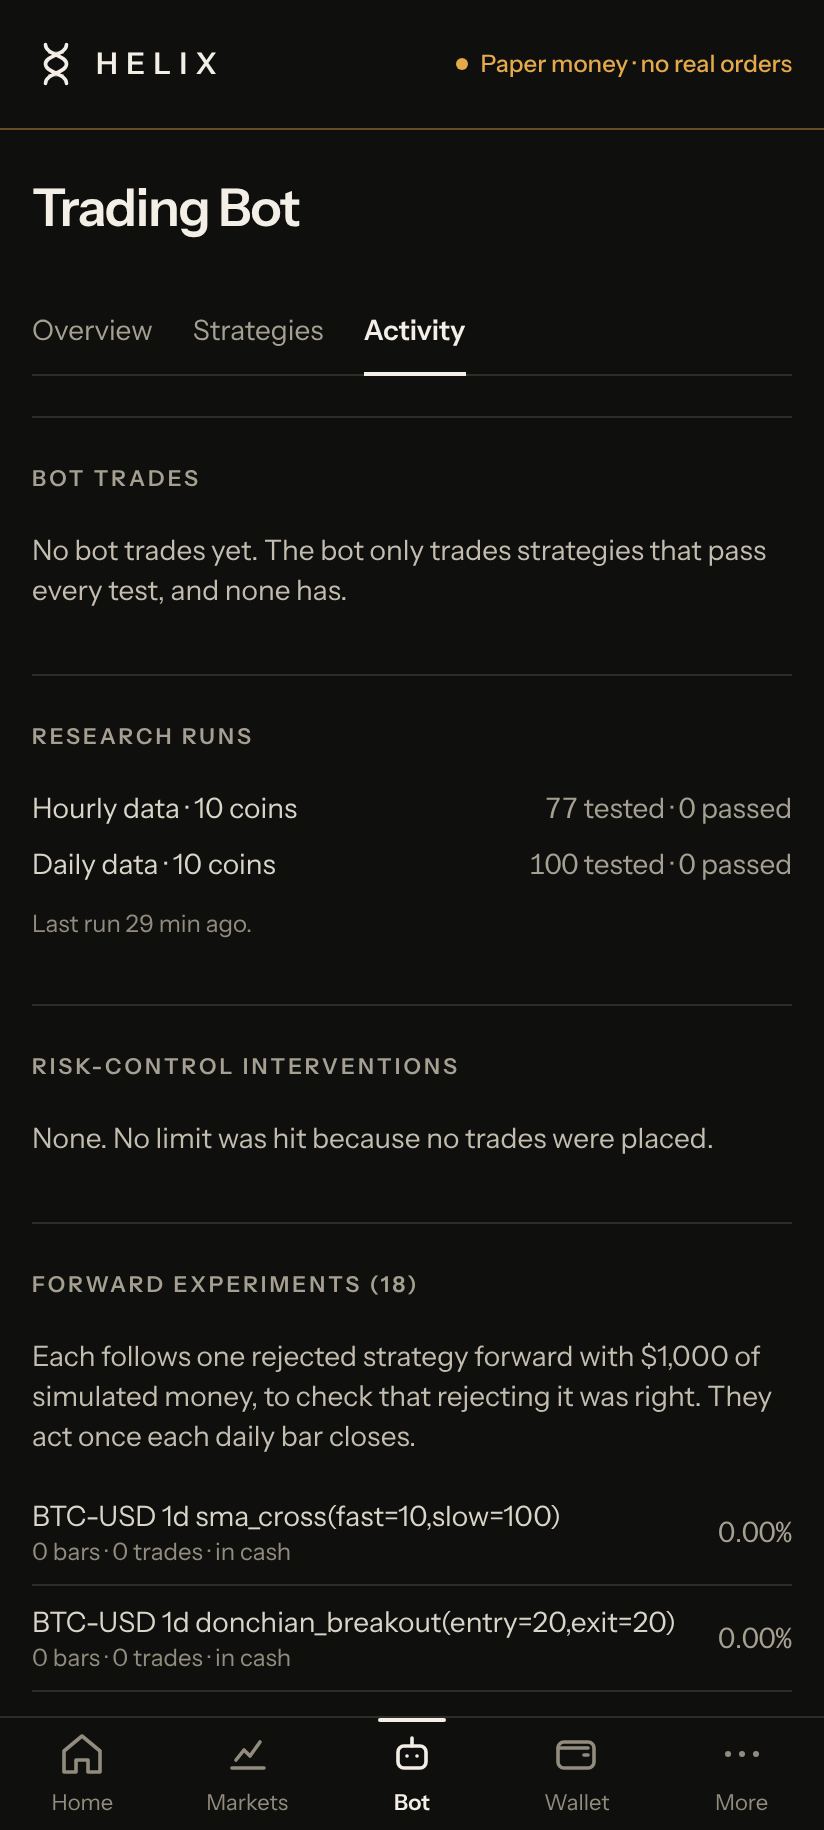 HELIX
Paper money · no real orders
Trading Bot
Overview Strategies Activity
BOT TRADES
No bot trades yet. The bot only trades strategies that pass
every test, and none has.
RESEARCH RUNS
Hourly data · 10 coins 77 tested · 0 passed
Daily data · 10 coins 100 tested · 0 passed
Last run 29 min ago.
RISK-CONTROL INTERVENTIONS
None. No limit was hit because no trades were placed.
FORWARD EXPERIMENTS (18)
Each follows one rejected strategy forward with $1,000 of
simulated money, to check that rejecting it was right. They
act once each daily bar closes.
BTC-USD 1d sma_cross(fast=10,slow=100)
0 bars · 0 trades · in cash
0.00%
BTC-USD 1d donchian_breakout(entry=20,exit=20)
0 bars · 0 trades · in cash
0.00%
Home Markets Bot Wallet More